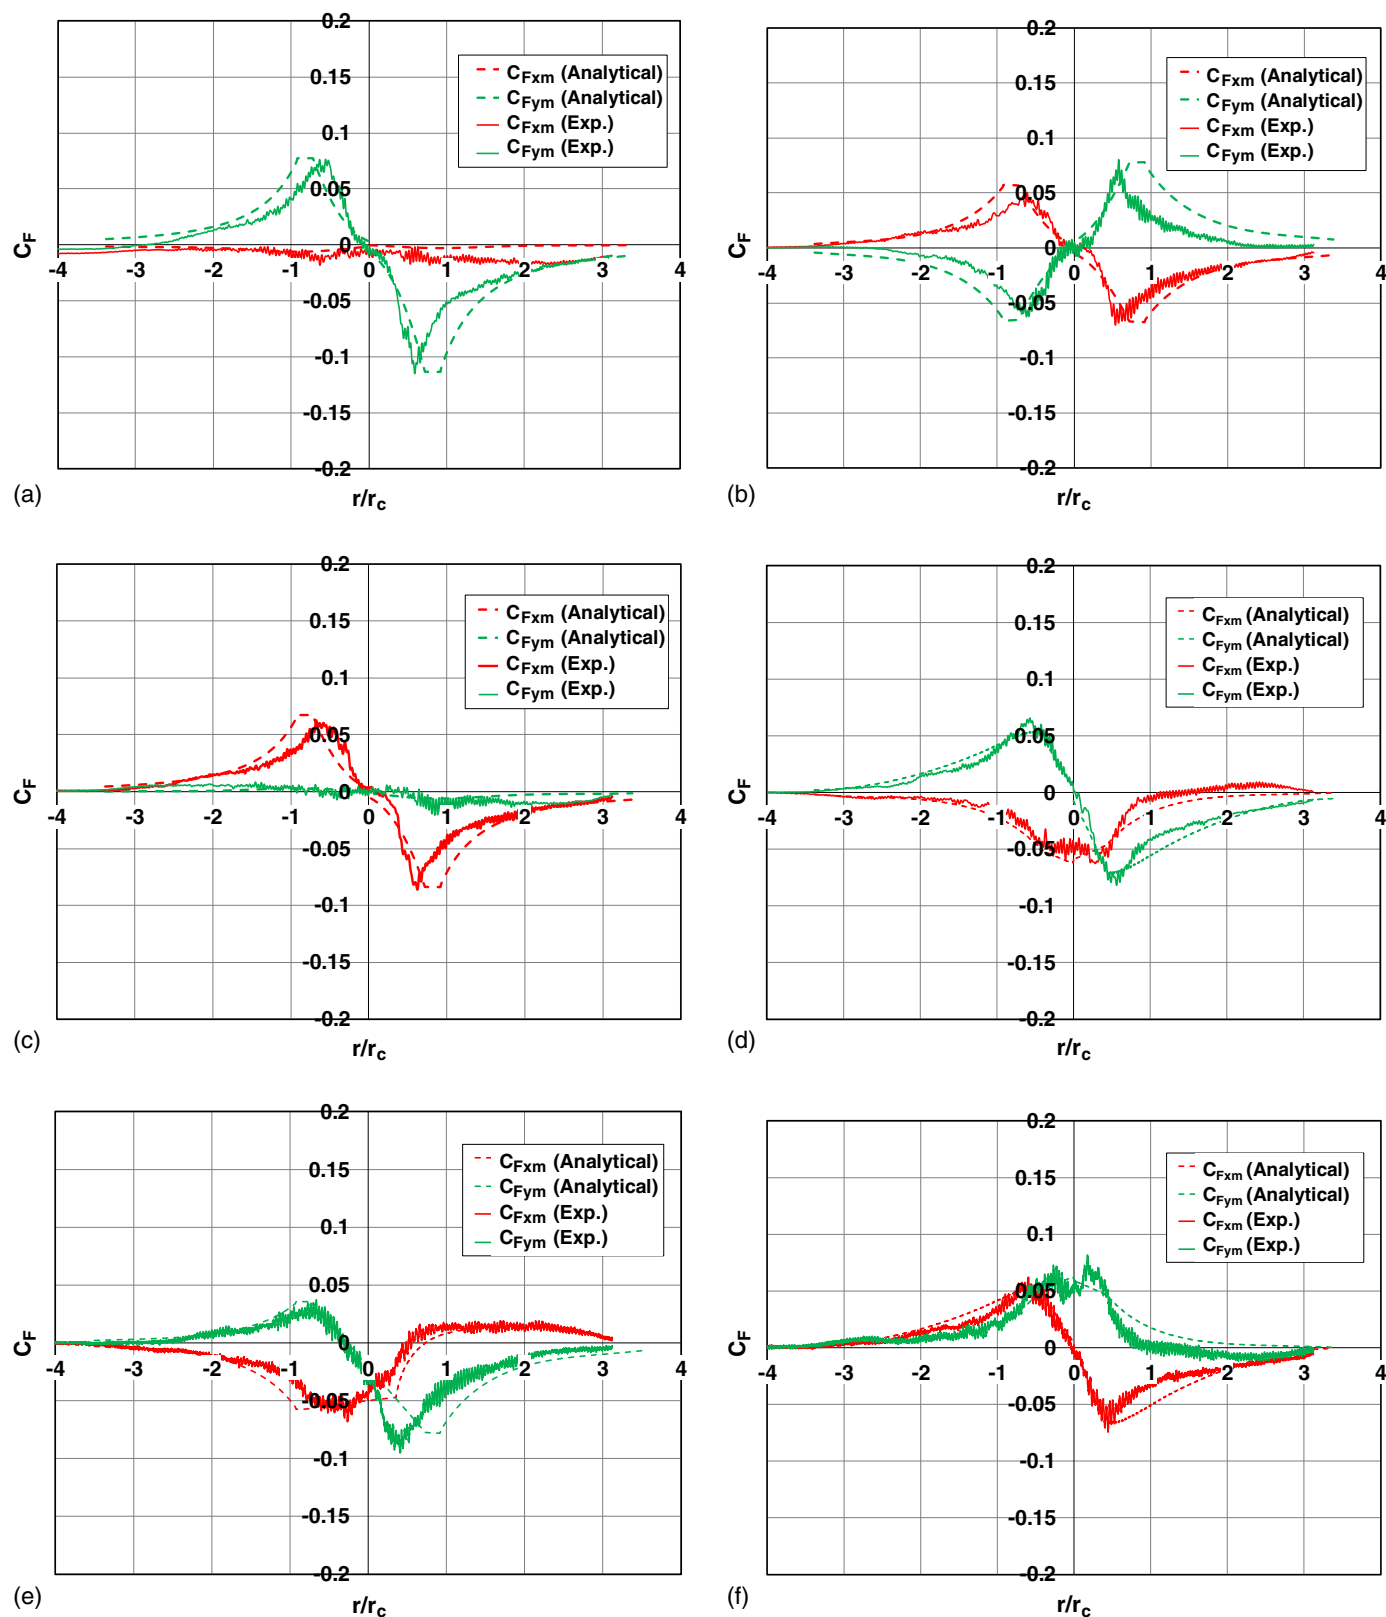 0.2
0.15
0.1
0.05
0
-0.05
-0.1
-0.15
-0.2
-4 -3 -2 -1 0 1 2 3 4
C_F
r/r_c
C_Fxm (Analytical)
C_Fym (Analytical)
C_Fxm (Exp.)
C_Fym (Exp.)
(a)
0.2
0.15
0.1
0.05
0
-0.05
-0.1
-0.15
-0.2
-4 -3 -2 -1 0 1 2 3 4
C_F
r/r_c
C_Fxm (Analytical)
C_Fym (Analytical)
C_Fxm (Exp.)
C_Fym (Exp.)
(b)
0.2
0.15
0.1
0.05
0
-0.05
-0.1
-0.15
-0.2
-4 -3 -2 -1 0 1 2 3 4
C_F
r/r_c
C_Fxm (Analytical)
C_Fym (Analytical)
C_Fxm (Exp.)
C_Fym (Exp.)
(c)
0.2
0.15
0.1
0.05
0
-0.05
-0.1
-0.15
-0.2
-4 -3 -2 -1 0 1 2 3 4
C_F
r/r_c
C_Fxm (Analytical)
C_Fym (Analytical)
C_Fxm (Exp.)
C_Fym (Exp.)
(d)
0.2
0.15
0.1
0.05
0
-0.05
-0.1
-0.15
-0.2
-4 -3 -2 -1 0 1 2 3 4
C_F
r/r_c
C_Fxm (Analytical)
C_Fym (Analytical)
C_Fxm (Exp.)
C_Fym (Exp.)
(e)
0.2
0.15
0.1
0.05
0
-0.05
-0.1
-0.15
-0.2
-4 -3 -2 -1 0 1 2 3 4
C_F
r/r_c
C_Fxm (Analytical)
C_Fym (Analytical)
C_Fxm (Exp.)
C_Fym (Exp.)
(f)